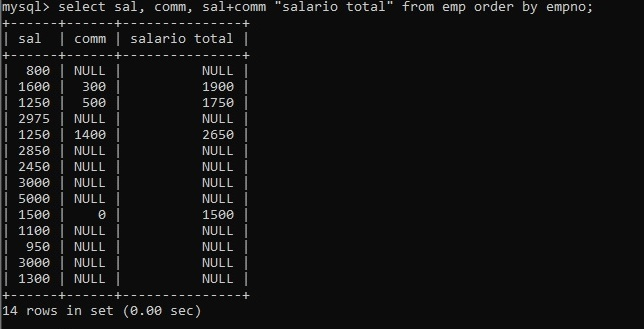 mysql> select sal, comm, sal+comm "salario total" from emp order by empno;
+------+------+---------------+
| sal  | comm | salario total |
+------+------+---------------+
|  800 | NULL |          NULL |
| 1600 |  300 |          1900 |
| 1250 |  500 |          1750 |
| 2975 | NULL |          NULL |
| 1250 | 1400 |          2650 |
| 2850 | NULL |          NULL |
| 2450 | NULL |          NULL |
| 3000 | NULL |          NULL |
| 5000 | NULL |          NULL |
| 1500 |    0 |          1500 |
| 1100 | NULL |          NULL |
|  950 | NULL |          NULL |
| 3000 | NULL |          NULL |
| 1300 | NULL |          NULL |
+------+------+---------------+
14 rows in set (0.00 sec)